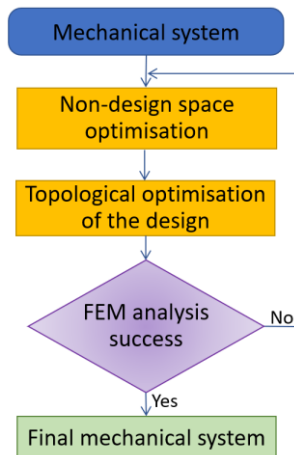 Mechanical system
Non-design space
optimisation
Topological optimisation
of the design
FEM analysis
success
No
Yes
Final mechanical system